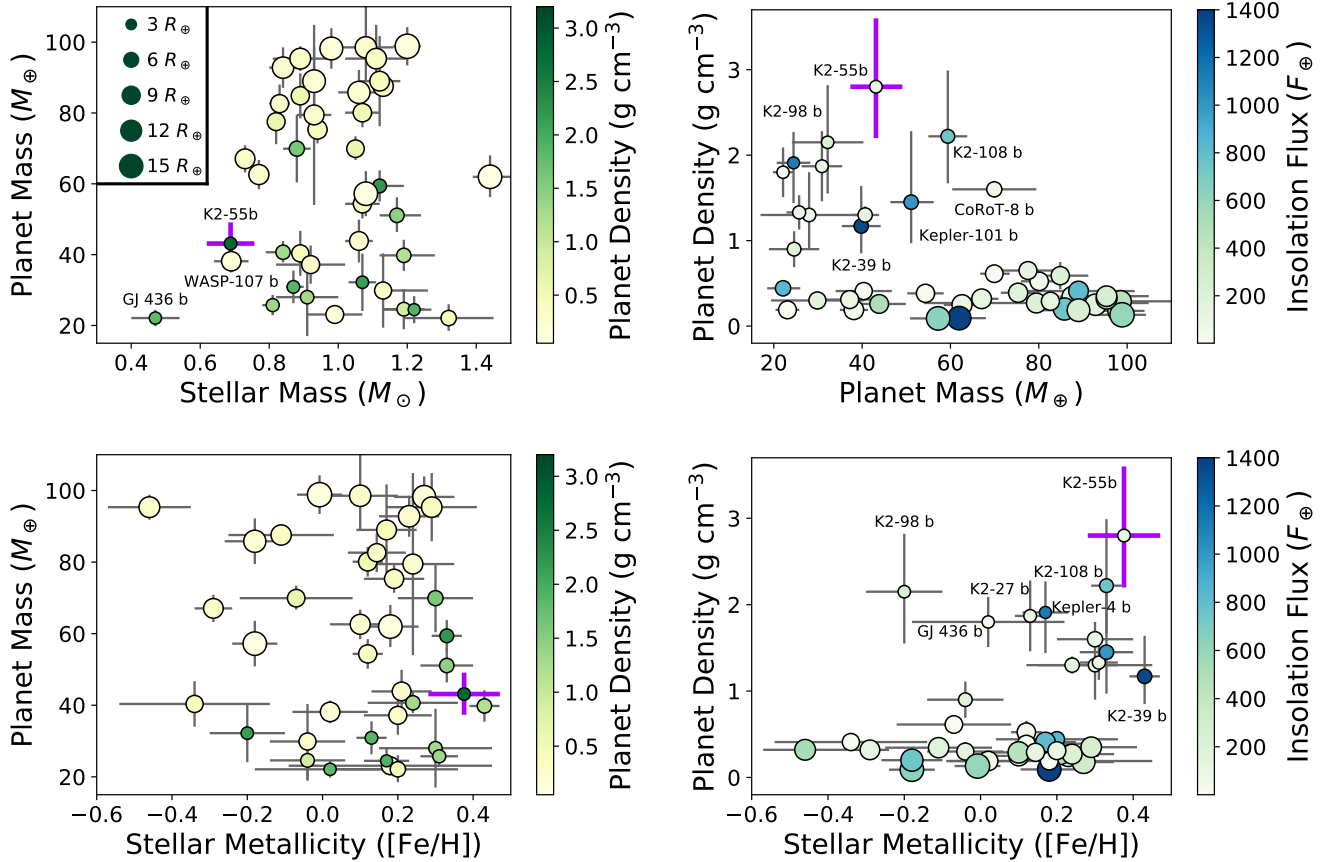 3 R⊕
6 R⊕
9 R⊕
12 R⊕
15 R⊕
K2-55b
WASP-107 b
GJ 436 b
100
80
60
40
20
0.4 0.6 0.8 1.0 1.2 1.4
Planet Mass (M⊕)
Stellar Mass (M⊙)
3.0
2.5
2.0
1.5
1.0
0.5
Planet Density (g cm⁻³)
K2-55b
K2-98 b
K2-108 b
CoRoT-8 b
Kepler-101 b
K2-39 b
3
2
1
0
20 40 60 80 100
Planet Density (g cm⁻³)
Planet Mass (M⊕)
1400
1200
1000
800
600
400
200
Insolation Flux (F⊕)
100
80
60
40
20
−0.6 −0.4 −0.2 0.0 0.2 0.4
Planet Mass (M⊕)
Stellar Metallicity ([Fe/H])
3.0
2.5
2.0
1.5
1.0
0.5
Planet Density (g cm⁻³)
K2-55b
K2-98 b
K2-108 b
K2-27 b
Kepler-4 b
GJ 436 b
K2-39 b
3
2
1
0
−0.6 −0.4 −0.2 0.0 0.2 0.4
Planet Density (g cm⁻³)
Stellar Metallicity ([Fe/H])
1400
1200
1000
800
600
400
200
Insolation Flux (F⊕)